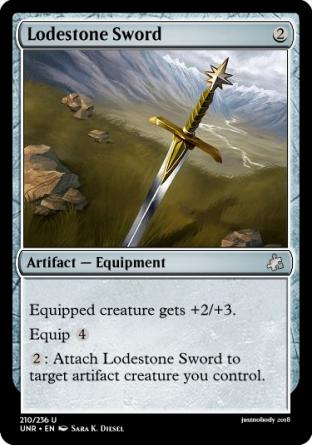 Lodestone Sword 2
Artifact — Equipment
Equipped creature gets +2/+3.
Equip 4
2 : Attach Lodestone Sword to
target artifact creature you control.
210/236 U
UNR • EN Sara K. Diesel
justnobody 2018